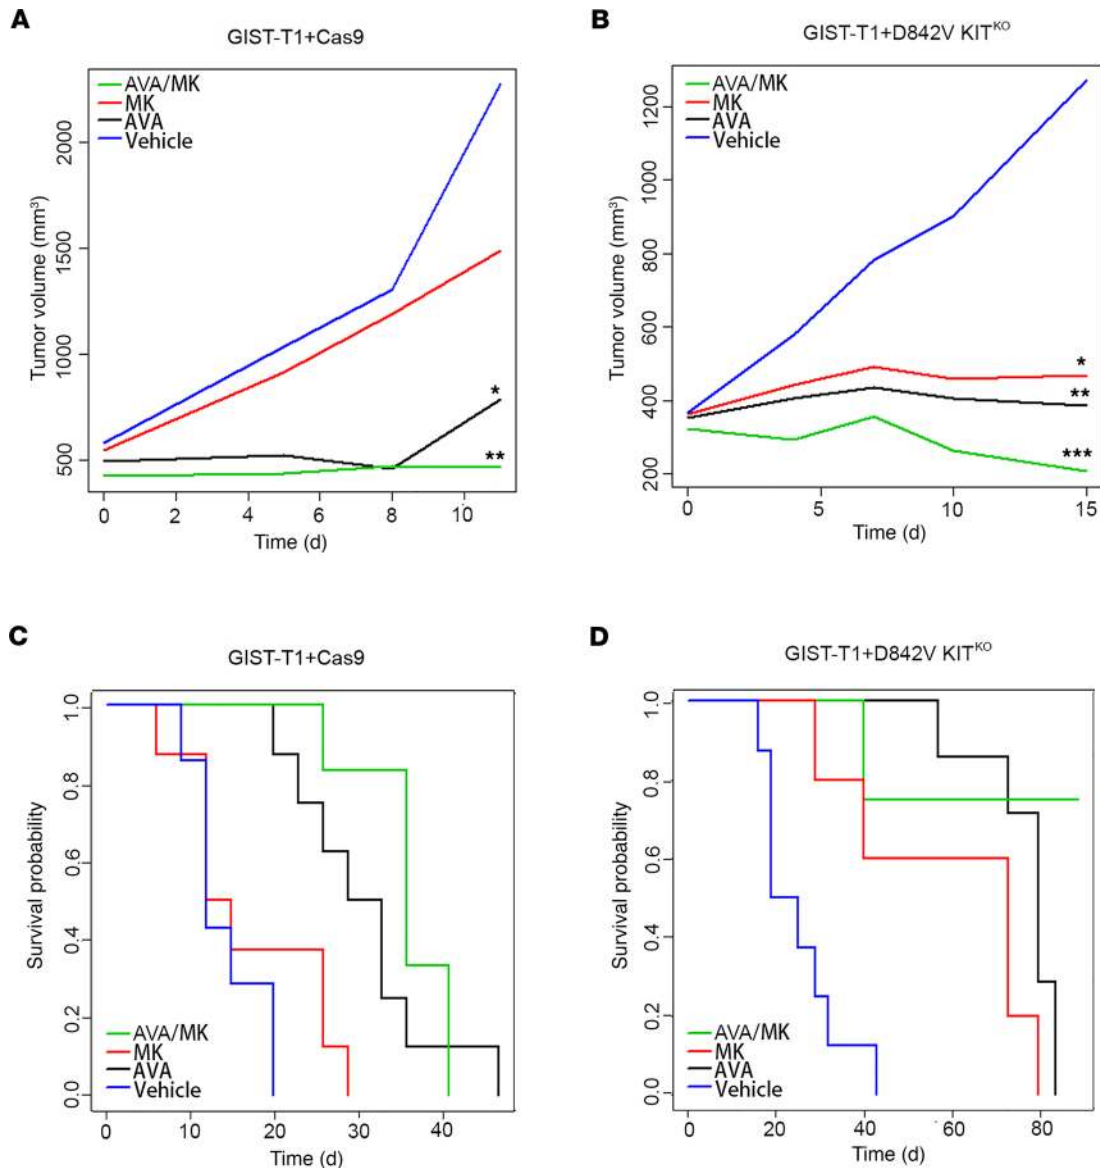 A
GIST-T1+Cas9
AVA/MK
MK
AVA
Vehicle
Tumor volume (mm³)
500
1000
1500
2000
*
**
0
2
4
6
8
10
Time (d)
B
GIST-T1+D842V KITᴷᴼ
AVA/MK
MK
AVA
Vehicle
Tumor volume (mm³)
200
400
600
800
1000
1200
*
**
***
0
5
10
15
Time (d)
C
GIST-T1+Cas9
Survival probability
0.0
0.2
0.4
0.6
0.8
1.0
AVA/MK
MK
AVA
Vehicle
0
10
20
30
40
Time (d)
D
GIST-T1+D842V KITᴷᴼ
Survival probability
0.0
0.2
0.4
0.6
0.8
1.0
AVA/MK
MK
AVA
Vehicle
0
20
40
60
80
Time (d)